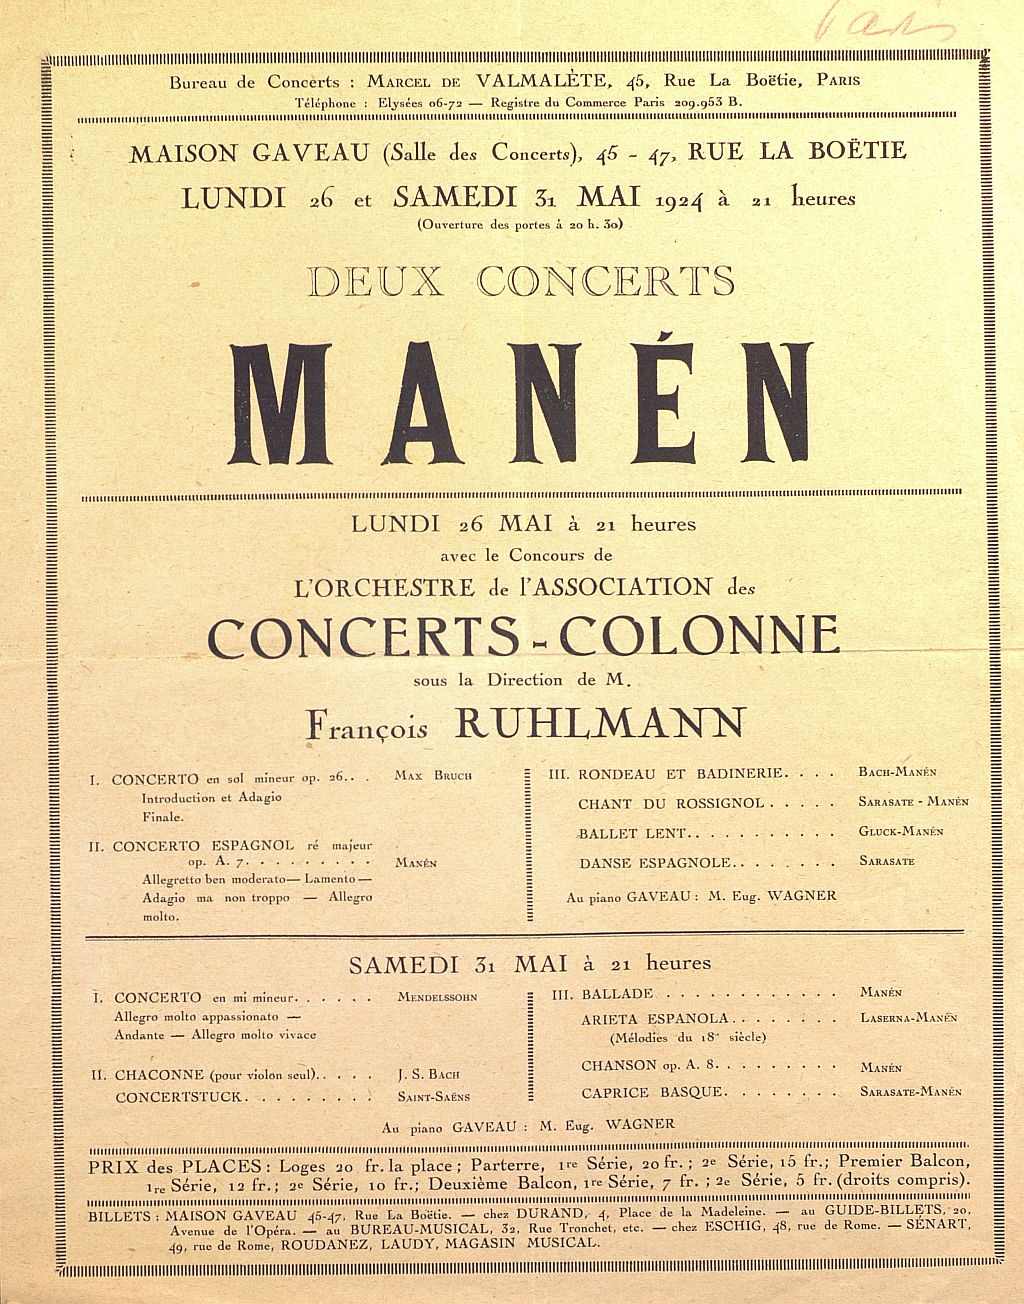 Paris
Bureau de Concerts : MARCEL DE VALMALÈTE, 45, Rue La Boëtie, PARIS
Téléphone : Elysées 06-72 — Registre du Commerce Paris 209.953 B.
MAISON GAVEAU (Salle des Concerts), 45 - 47, RUE LA BOËTIE
LUNDI 26 et SAMEDI 31 MAI 1924 à 21 heures
(Ouverture des portes à 20 h. 30)
DEUX CONCERTS
MANÉN
LUNDI 26 MAI à 21 heures
avec le Concours de
L'ORCHESTRE de l'ASSOCIATION des
CONCERTS-COLONNE
sous la Direction de M.
François RUHLMANN
I. CONCERTO en sol mineur op. 26. . . MAX BRUCH
Introduction et Adagio
Finale.
II. CONCERTO ESPAGNOL ré majeur
op. A. 7. . . . . . . . . MANÉN
Allegretto ben moderato — Lamento —
Adagio ma non troppo — Allegro
molto.
III. RONDEAU ET BADINERIE. . . . BACH-MANÉN
CHANT DU ROSSIGNOL . . . . . SARASATE - MANÉN
BALLET LENT. . . . . . . . . . . GLUCK-MANÉN
DANSE ESPAGNOLE. . . . . . . . SARASATE
Au piano GAVEAU : M. Eug. WAGNER
SAMEDI 31 MAI à 21 heures
I. CONCERTO en mi mineur. . . . . . MENDELSSOHN
Allegro molto appassionato —
Andante — Allegro molto vivace
II. CHACONNE (pour violon seul). . . . . J. S. BACH
CONCERTSTUCK. . . . . . . . . SAINT-SAËNS
III. BALLADE . . . . . . . . . . . . MANÉN
ARIETA ESPANOLA. . . . . . . . LASERNA-MANÉN
(Mélodies du 18e siècle)
CHANSON op. A. 8. . . . . . . . . MANÉN
CAPRICE BASQUE. . . . . . . . SARASATE-MANÉN
Au piano GAVEAU : M. Eug. WAGNER
PRIX des PLACES : Loges 20 fr. la place ; Parterre, 1re Série, 20 fr. ; 2e Série, 15 fr.; Premier Balcon,
1re Série, 12 fr.; 2e Série, 10 fr.; Deuxième Balcon, 1re Série, 7 fr. ; 2e Série, 5 fr. (droits compris).
BILLETS : MAISON GAVEAU 45-47, Rue La Boëtie. — chez DURAND, 4, Place de la Madeleine. — au GUIDE-BILLETS, 20,
Avenue de l'Opéra. — au BUREAU-MUSICAL, 32, Rue Tronchet, etc. — chez ESCHIG, 48, rue de Rome. — SÉNART,
49, rue de Rome, ROUDANEZ, LAUDY, MAGASIN MUSICAL.